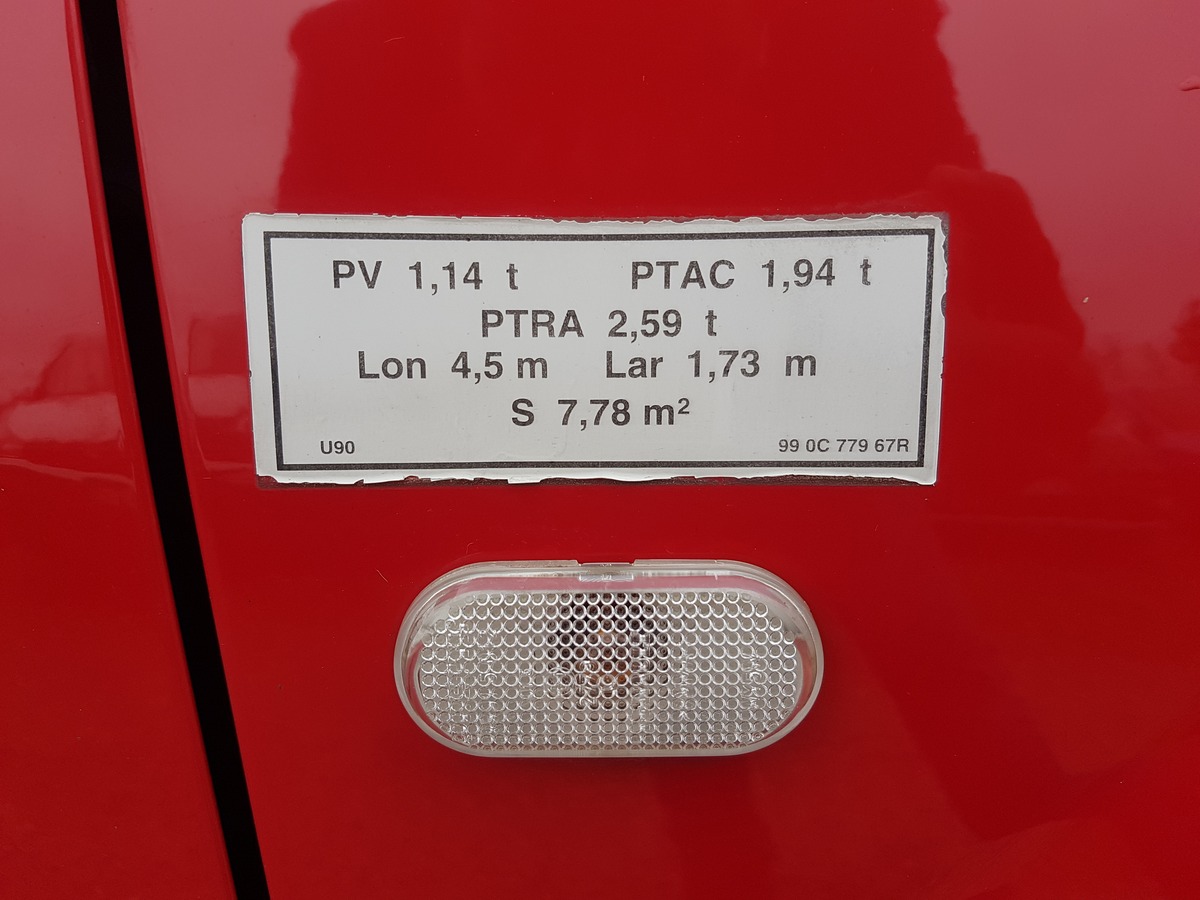 PV 1,14 t PTAC 1,94 t
PTRA 2,59 t
Lon 4,5 m Lar 1,73 m
S 7,78 m²
U90 99 0C 779 67R